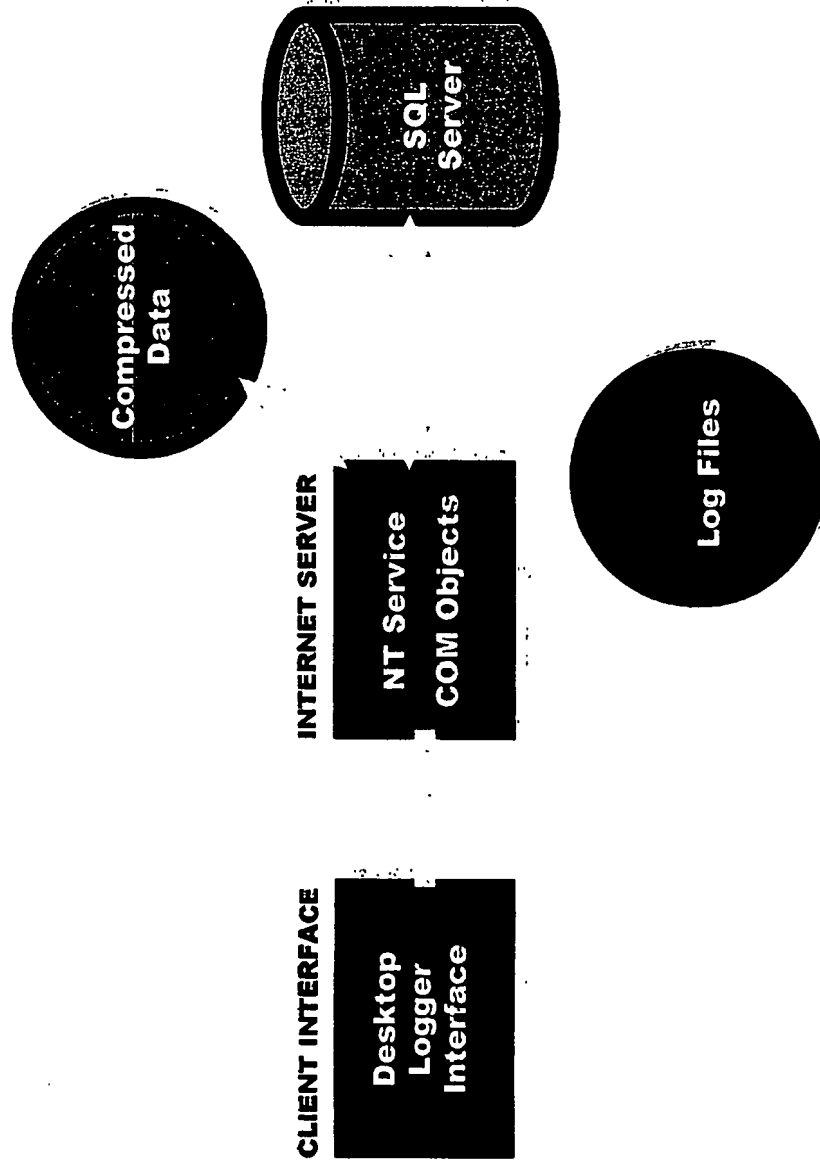 CLIENT INTERFACE
Desktop
Logger
Interface
INTERNET SERVER
NT Service
COM Objects
Compressed
Data
Log Files
SQL
Server